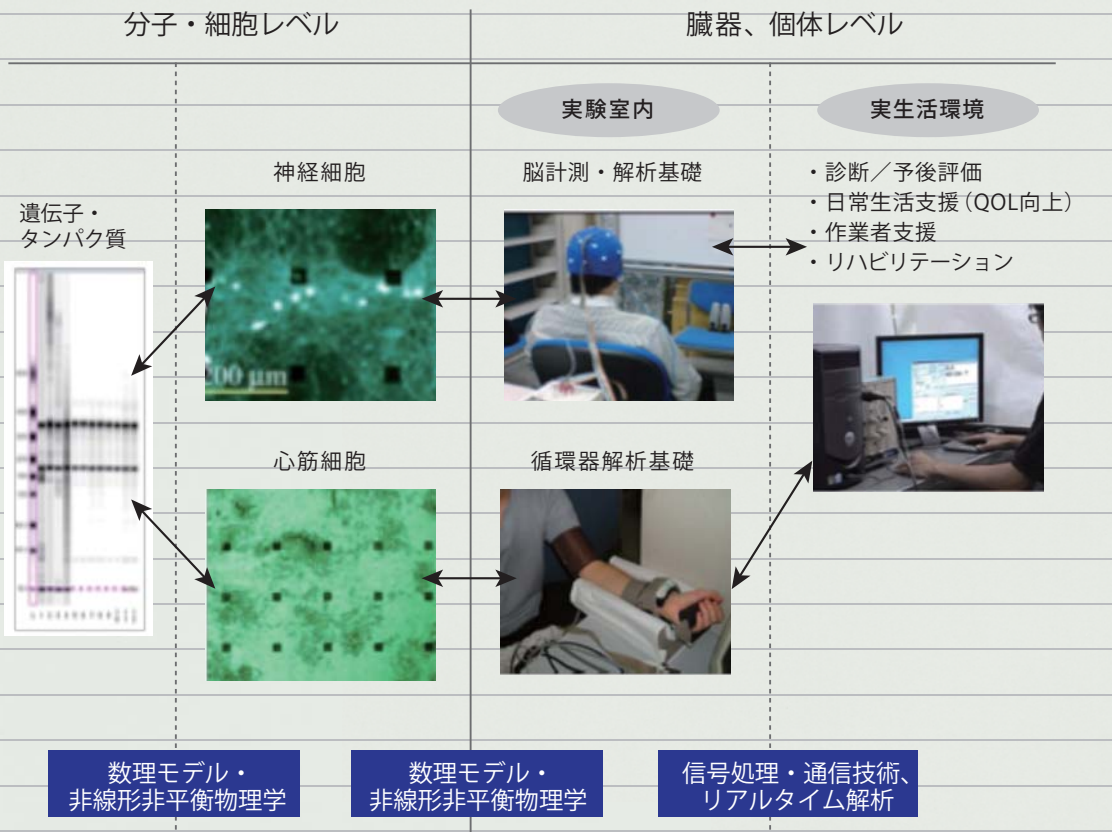 分子・細胞レベル
臓器、個体レベル
実験室内
実生活環境
遺伝子・
タンパク質
神経細胞
脳計測・解析基礎
・診断／予後評価
・日常生活支援（QOL向上）
・作業者支援
・リハビリテーション
00 μm
心筋細胞
循環器解析基礎
数理モデル・
非線形非平衡物理学
数理モデル・
非線形非平衡物理学
信号処理・通信技術、
リアルタイム解析